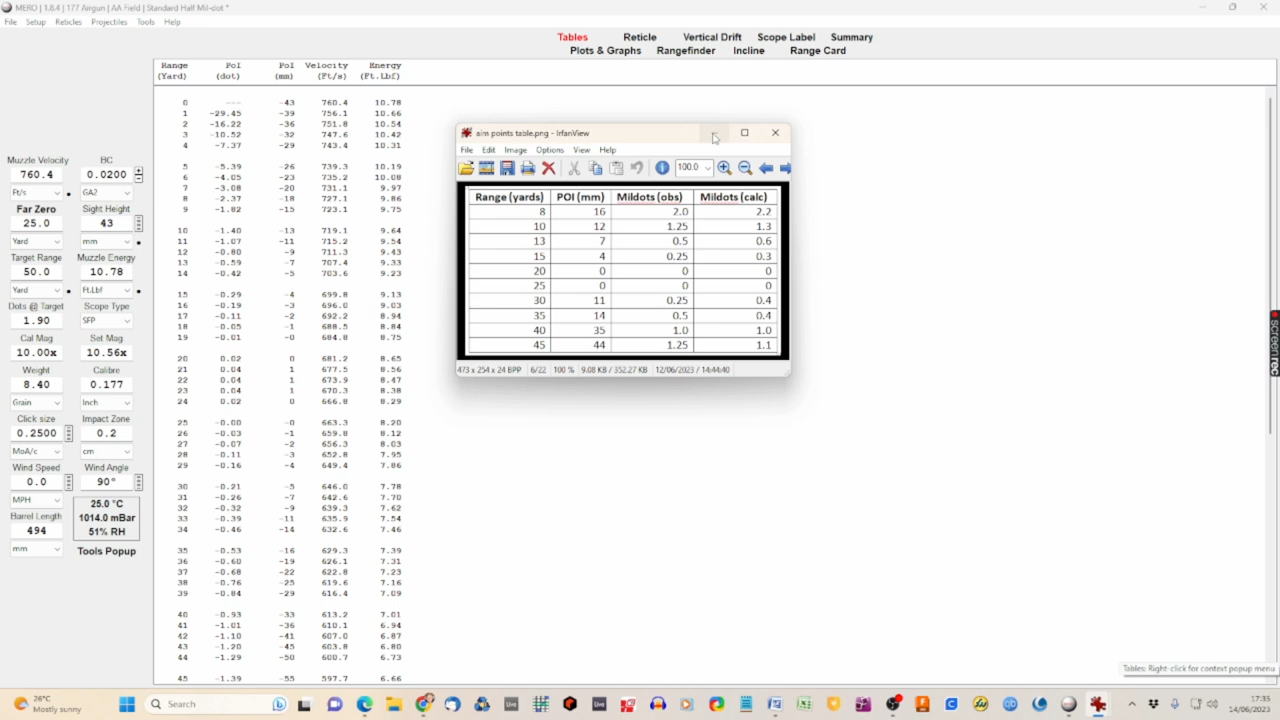 MERO | 1.8.4 | 177 Airgun | AA Field | Standard Half Mil-dot *
File Setup Reticles Projectiles Tools Help
Tables Reticle Vertical Drift Scope Label Summary
Plots & Graphs Rangefinder Incline Range Card
Muzzle Velocity BC
760.4 0.0200
Ft/s GA2
Far Zero Sight Height
25.0 43
Yard mm
Target Range Muzzle Energy
50.0 10.78
Yard Ft.Lbf
Dots @ Target Scope Type
1.90 SFP
Cal Mag Set Mag
10.00x 10.56x
Weight Calibre
8.40 0.177
Grain Inch
Click size Impact Zone
0.2500 0.2
MoA/c cm
Wind Speed Wind Angle
0.0 90°
MPH
25.0 °C
1014.0 mBar
51% RH
Barrel Length
494
mm
Tools Popup
Range PoI PoI Velocity Energy
(Yard) (dot) (mm) (Ft/s) (Ft.Lbf)
0 --- -43 760.4 10.78
1 -29.45 -39 756.1 10.66
2 -16.22 -36 751.8 10.54
3 -10.52 -32 747.6 10.42
4 -7.37 -29 743.4 10.31
5 -5.39 -26 739.3 10.19
6 -4.05 -23 735.2 10.08
7 -3.08 -20 731.1 9.97
8 -2.37 -18 727.1 9.86
9 -1.82 -15 723.1 9.75
10 -1.40 -13 719.1 9.64
11 -1.07 -11 715.2 9.54
12 -0.80 -9 711.3 9.43
13 -0.59 -7 707.4 9.33
14 -0.42 -5 703.6 9.23
15 -0.29 -4 699.8 9.13
16 -0.19 -3 696.0 9.03
17 -0.11 -2 692.2 8.94
18 -0.05 -1 688.5 8.84
19 -0.01 -0 684.8 8.75
20 0.02 0 681.2 8.65
21 0.04 1 677.5 8.56
22 0.04 1 673.9 8.47
23 0.04 1 670.3 8.38
24 0.02 0 666.8 8.29
25 -0.00 -0 663.3 8.20
26 -0.03 -1 659.8 8.12
27 -0.07 -2 656.3 8.03
28 -0.11 -3 652.8 7.95
29 -0.16 -4 649.4 7.86
30 -0.21 -5 646.0 7.78
31 -0.26 -7 642.6 7.70
32 -0.32 -9 639.3 7.62
33 -0.39 -11 635.9 7.54
34 -0.46 -14 632.6 7.46
35 -0.53 -16 629.3 7.39
36 -0.60 -19 626.1 7.31
37 -0.68 -22 622.8 7.23
38 -0.76 -25 619.6 7.16
39 -0.84 -29 616.4 7.09
40 -0.93 -33 613.2 7.01
41 -1.01 -36 610.1 6.94
42 -1.10 -41 607.0 6.87
43 -1.20 -45 603.8 6.80
44 -1.29 -50 600.7 6.73
45 -1.39 -55 597.7 6.66
aim points table.png - IrfanView
File Edit Image Options View Help
100.0
Range (yards) POI (mm) Mildots (obs) Mildots (calc)
8 16 2.0 2.2
10 12 1.25 1.3
13 7 0.5 0.6
15 4 0.25 0.3
20 0 0 0
25 0 0 0
30 11 0.25 0.4
35 14 0.5 0.4
40 35 1.0 1.0
45 44 1.25 1.1
473 x 254 x 24 BPP 6/22 100 % 9.08 KB / 352.27 KB 12/06/2023 / 14:44:40
screenrec
Tables: Right-click for context popup menu
26°C
Mostly sunny
Search
Live
Live
17:35
14/06/2023